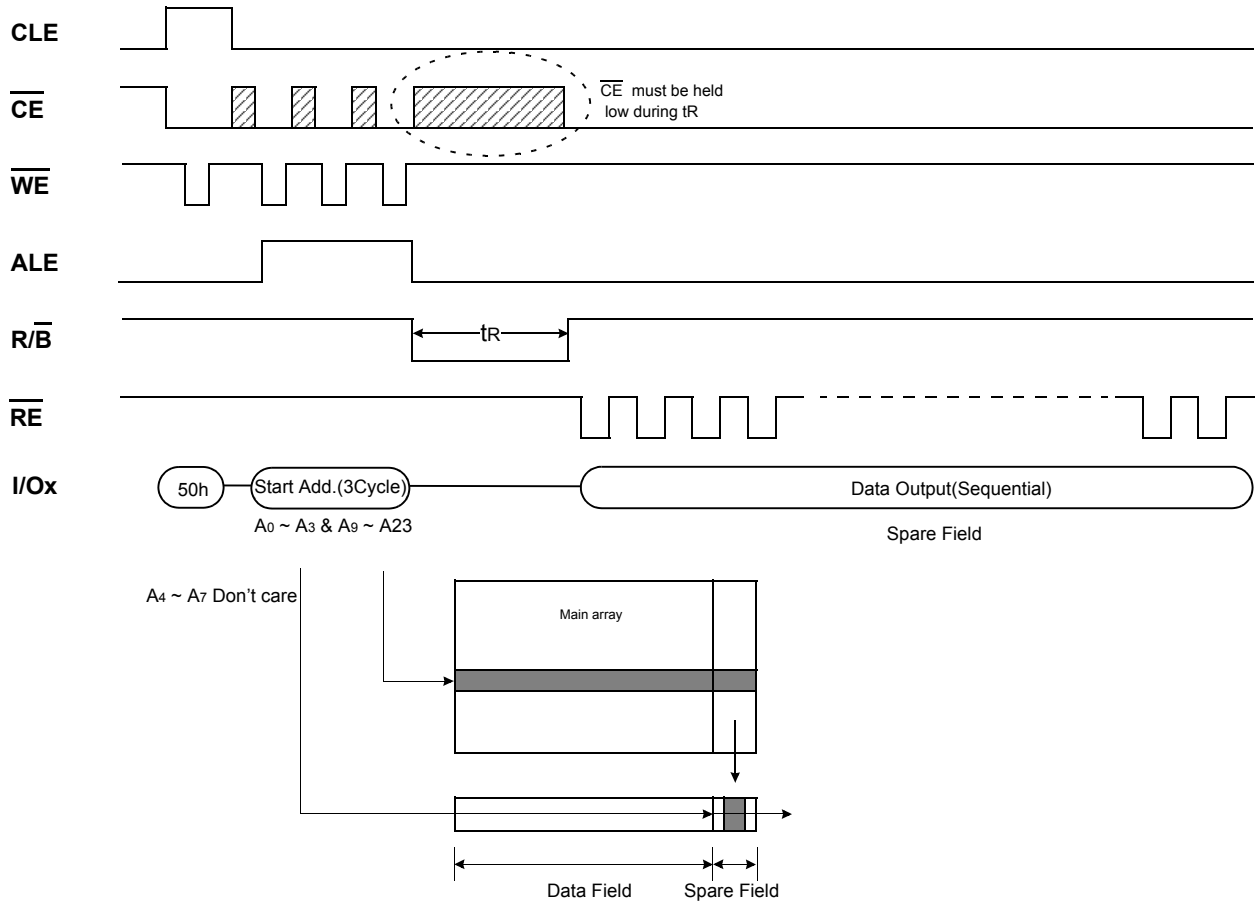 CLE
CE
CE must be held
low during tR
WE
ALE
R/B
tR
RE
I/Ox
50h
Start Add.(3Cycle)
Data Output(Sequential)
A0 ~ A3 & A9 ~ A23
Spare Field
A4 ~ A7 Don't care
Main array
Data Field
Spare Field